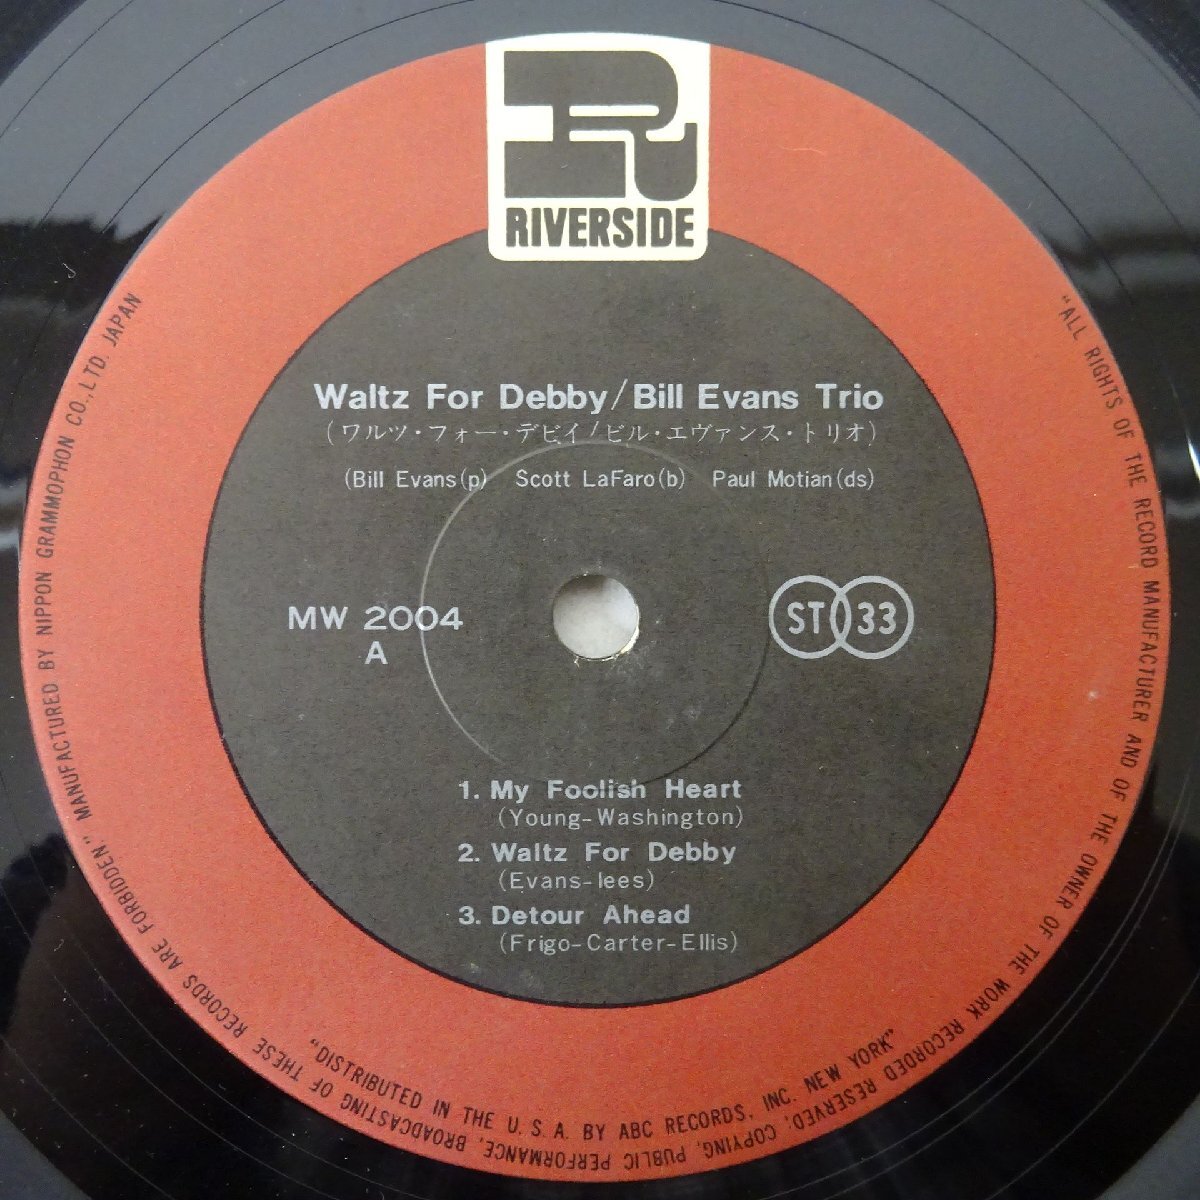 R
RIVERSIDE
Waltz For Debby/Bill Evans Trio
(ワルツ・フォー・デビイ/ビル・エヴァンス・トリオ)
(Bill Evans(p) Scott LaFaro(b) Paul Motian(ds)
MW 2004
A
ST 33
1. My Foolish Heart
(Young-Washington)
2. Waltz For Debby
(Evans-lees)
3. Detour Ahead
(Frigo-Carter-Ellis)
"DISTRIBUTED IN THE U.S.A. BY ABC RECORDS, INC. NEW YORK"
"ALL RIGHTS OF THE RECORD MANUFACTURER AND OF THE OWNER OF THE WORK RECORDED RESERVED, COPYING, PUBLIC PERFORMANCE, BROADCASTING OF THESE RECORDS ARE FORBIDDEN" MANUFACTURED BY NIPPON GRAMMOPHON CO., LTD. JAPAN